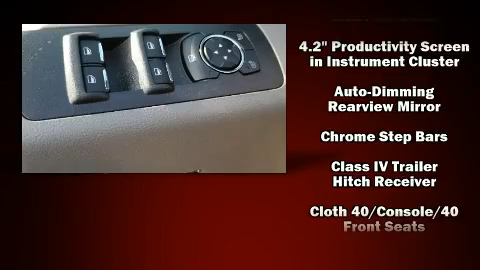 4.2" Productivity Screen
in Instrument Cluster
Auto-Dimming
Rearview Mirror
Chrome Step Bars
Class IV Trailer
Hitch Receiver
Cloth 40/Console/40
Front Seats